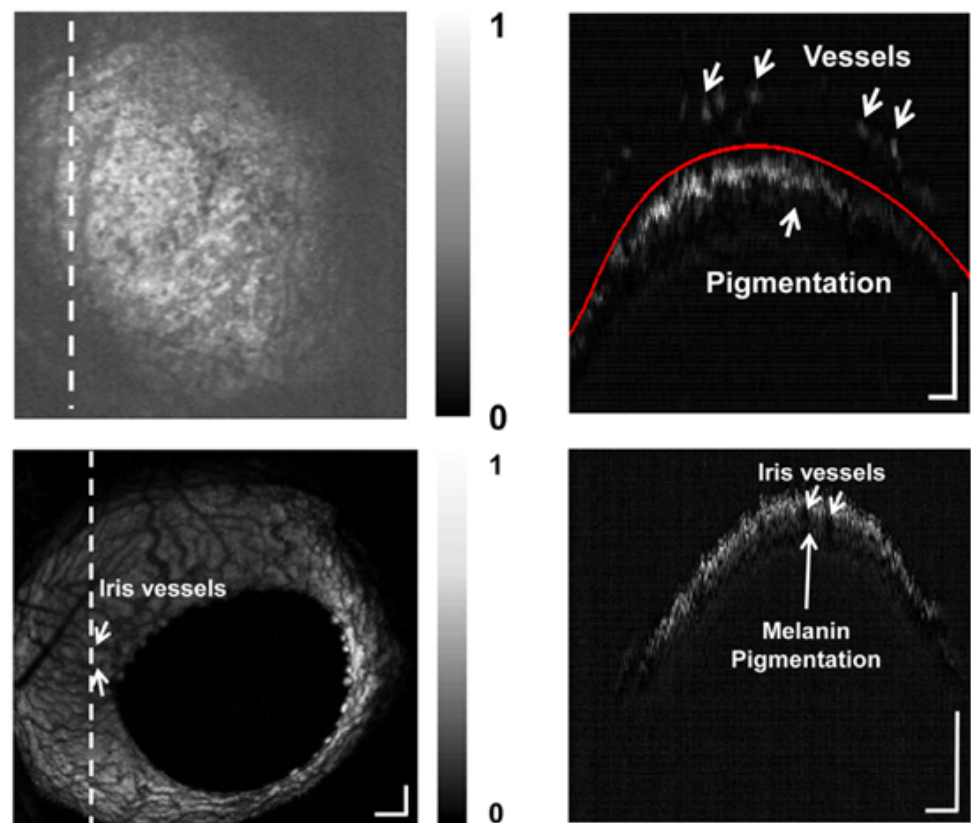 1
0
Vessels
Pigmentation
1
0
Iris vessels
Iris vessels
Melanin
Pigmentation